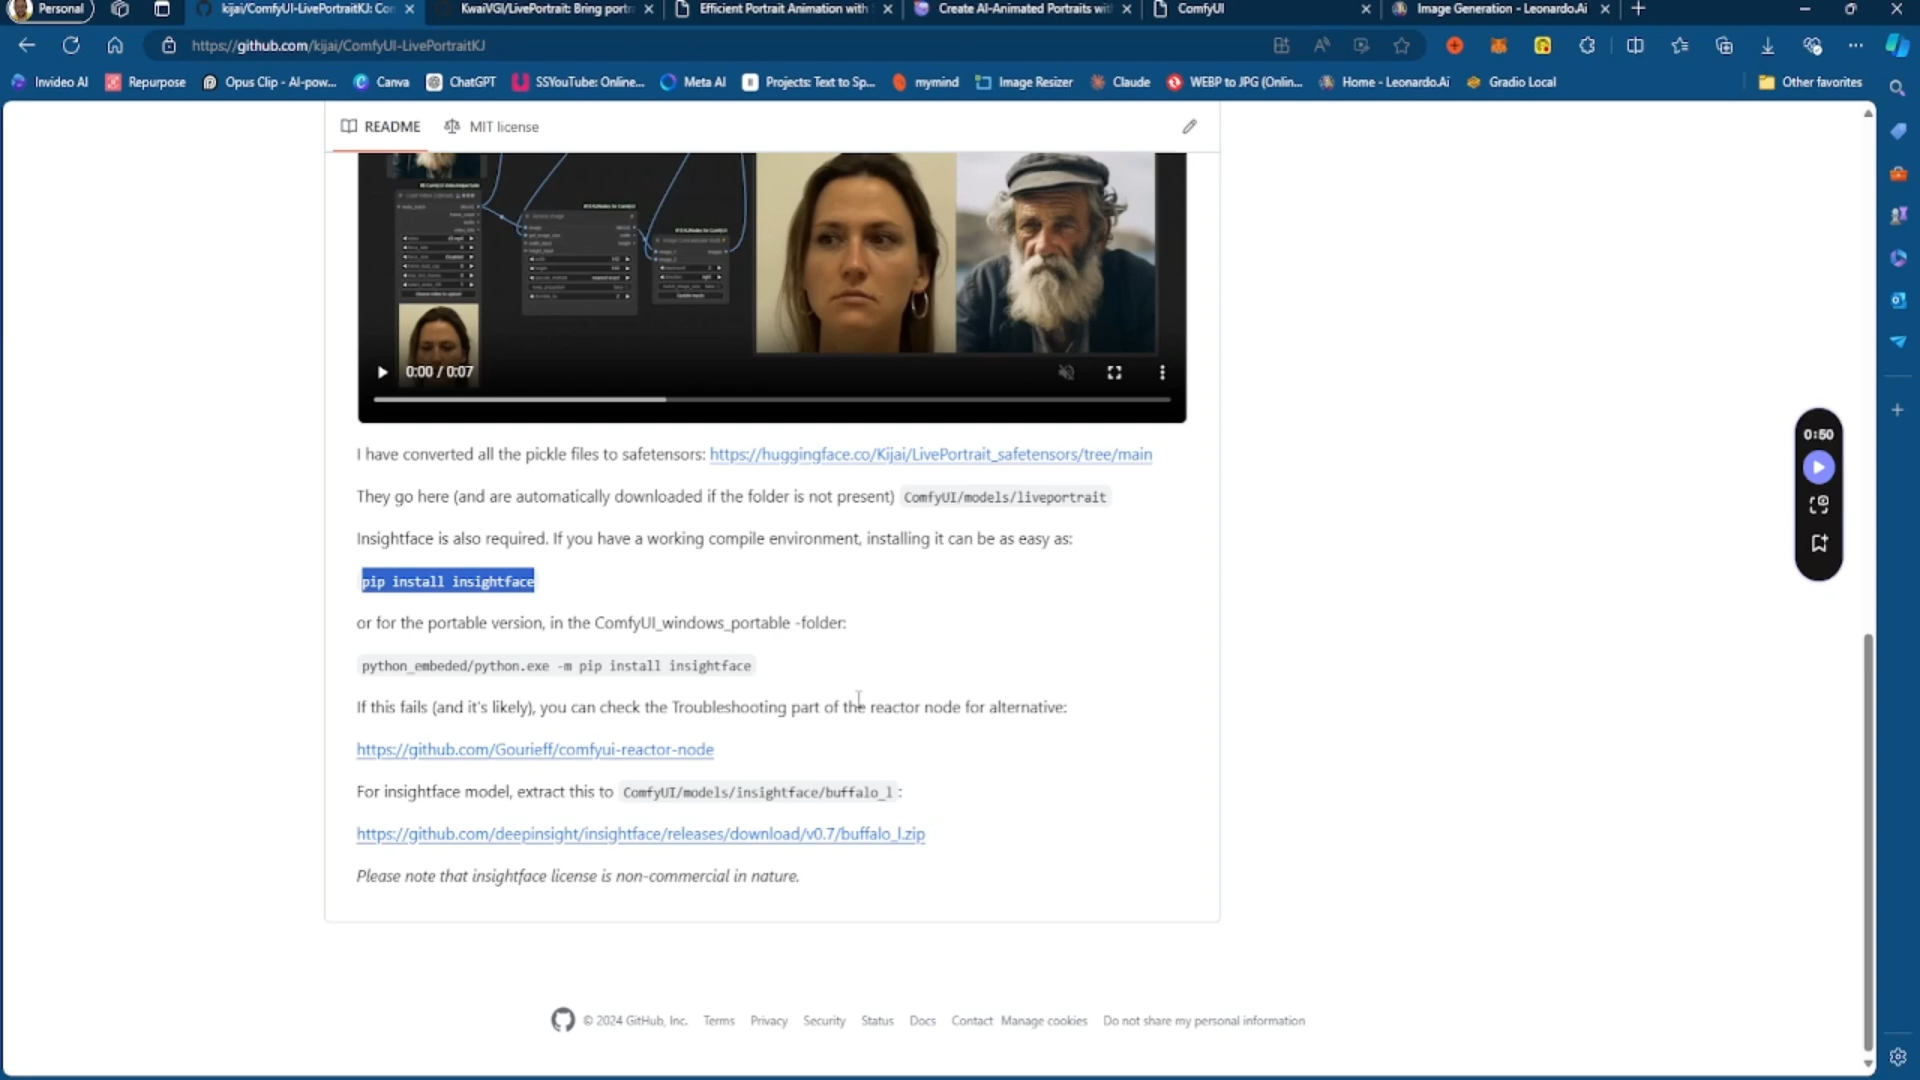 Personal
kijai/ComfyUI-LivePortraitKJ: Con
KwaiVGI/LivePortrait: Bring portr
Efficient Portrait Animation with S
Create AI-Animated Portraits with
ComfyUI
Image Generation - Leonardo.Ai
https://github.com/kijai/ComfyUI-LivePortraitKJ
Invideo AI
Repurpose
Opus Clip - AI-pow...
Canva
ChatGPT
SSYouTube: Online...
Meta AI
Projects: Text to Sp...
mymind
Image Resizer
Claude
WEBP to JPG (Onlin...
Home - Leonardo.Ai
Gradio Local
Other favorites
README
MIT license
0:00 / 0:07
0:50
I have converted all the pickle files to safetensors: https://huggingface.co/Kijai/LivePortrait_safetensors/tree/main
They go here (and are automatically downloaded if the folder is not present) ComfyUI/models/liveportrait
Insightface is also required. If you have a working compile environment, installing it can be as easy as:
pip install insightface
or for the portable version, in the ComfyUI_windows_portable -folder:
python_embeded/python.exe -m pip install insightface
If this fails (and it's likely), you can check the Troubleshooting part of the reactor node for alternative:
https://github.com/Gourieff/comfyui-reactor-node
For insightface model, extract this to ComfyUI/models/insightface/buffalo_l :
https://github.com/deepinsight/insightface/releases/download/v0.7/buffalo_l.zip
Please note that insightface license is non-commercial in nature.
© 2024 GitHub, Inc. Terms Privacy Security Status Docs Contact Manage cookies Do not share my personal information